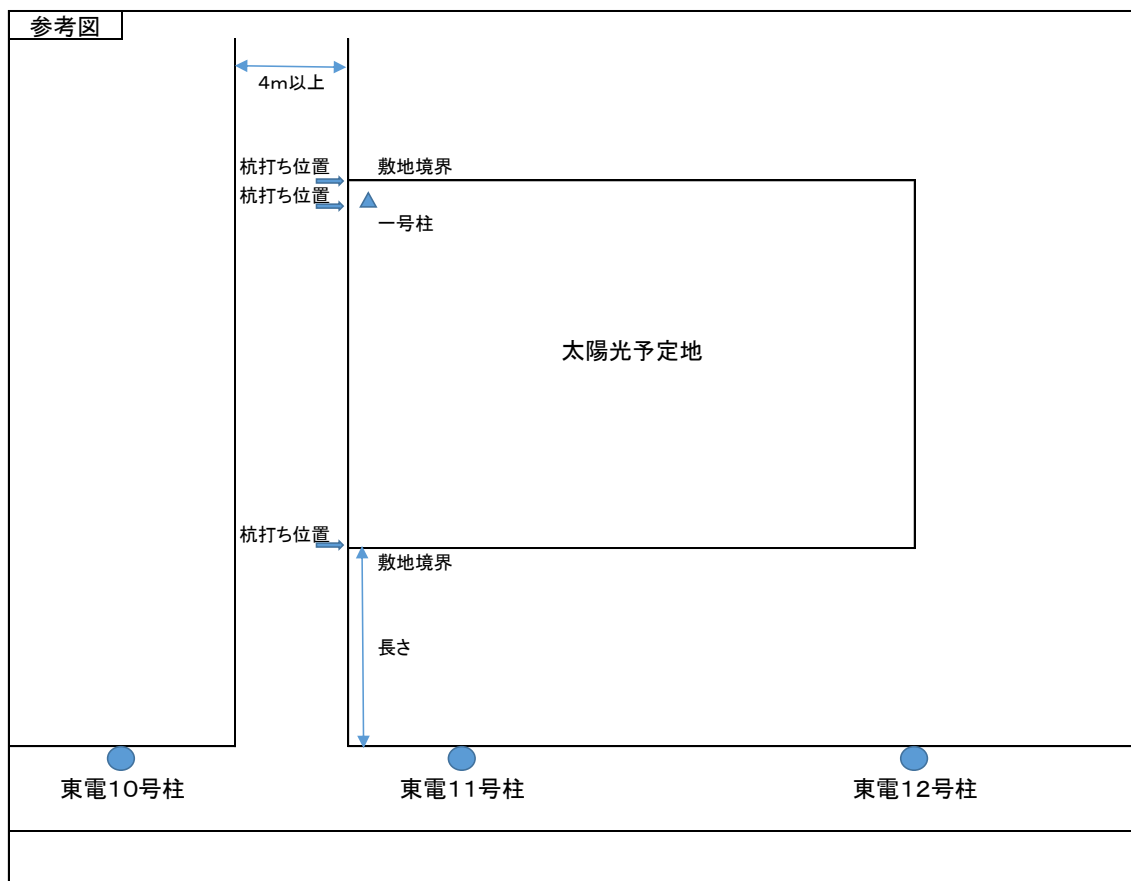 参考図
4m以上
杭打ち位置
敷地境界
杭打ち位置
一号柱
太陽光予定地
杭打ち位置
敷地境界
長さ
東電10号柱
東電11号柱
東電12号柱